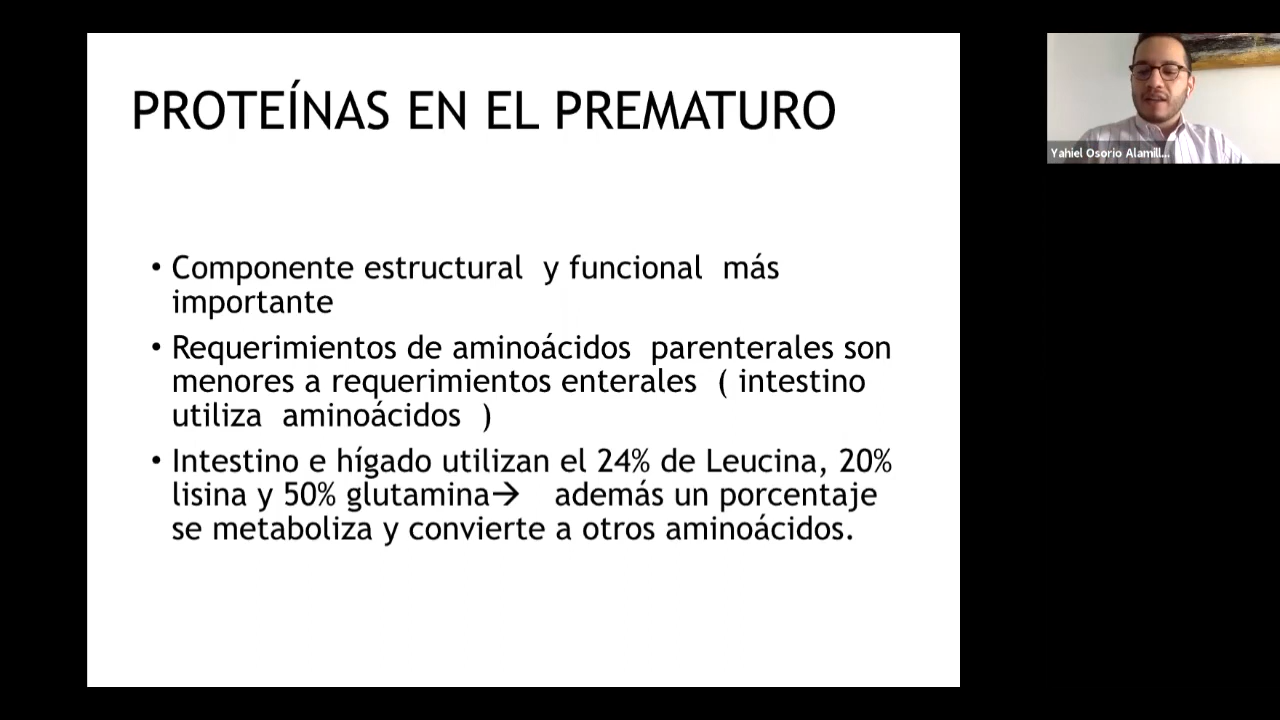 PROTEÍNAS EN EL PREMATURO
• Componente estructural y funcional más
importante
• Requerimientos de aminoácidos parenterales son
menores a requerimientos enterales ( intestino
utiliza aminoácidos )
• Intestino e hígado utilizan el 24% de Leucina, 20%
lisina y 50% glutamina→ además un porcentaje
se metaboliza y convierte a otros aminoácidos.
Yahiel Osorio Alamill...